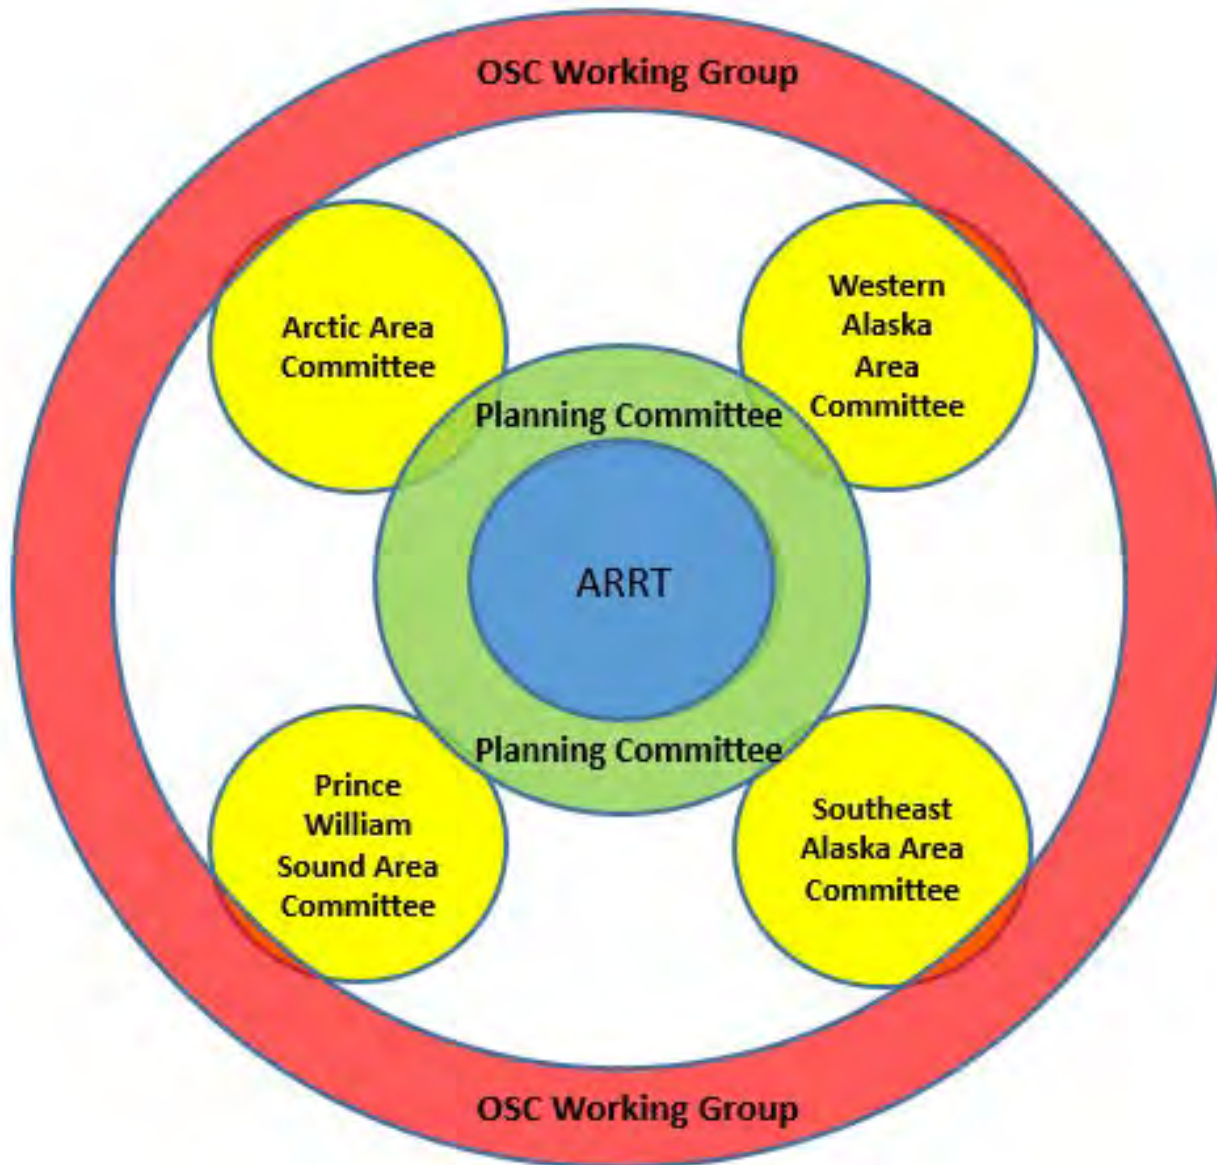 OSC Working Group
Arctic Area
Committee
Western
Alaska
Area
Committee
Planning Committee
ARRT
Planning Committee
Prince
William
Sound Area
Committee
Southeast
Alaska Area
Committee
OSC Working Group